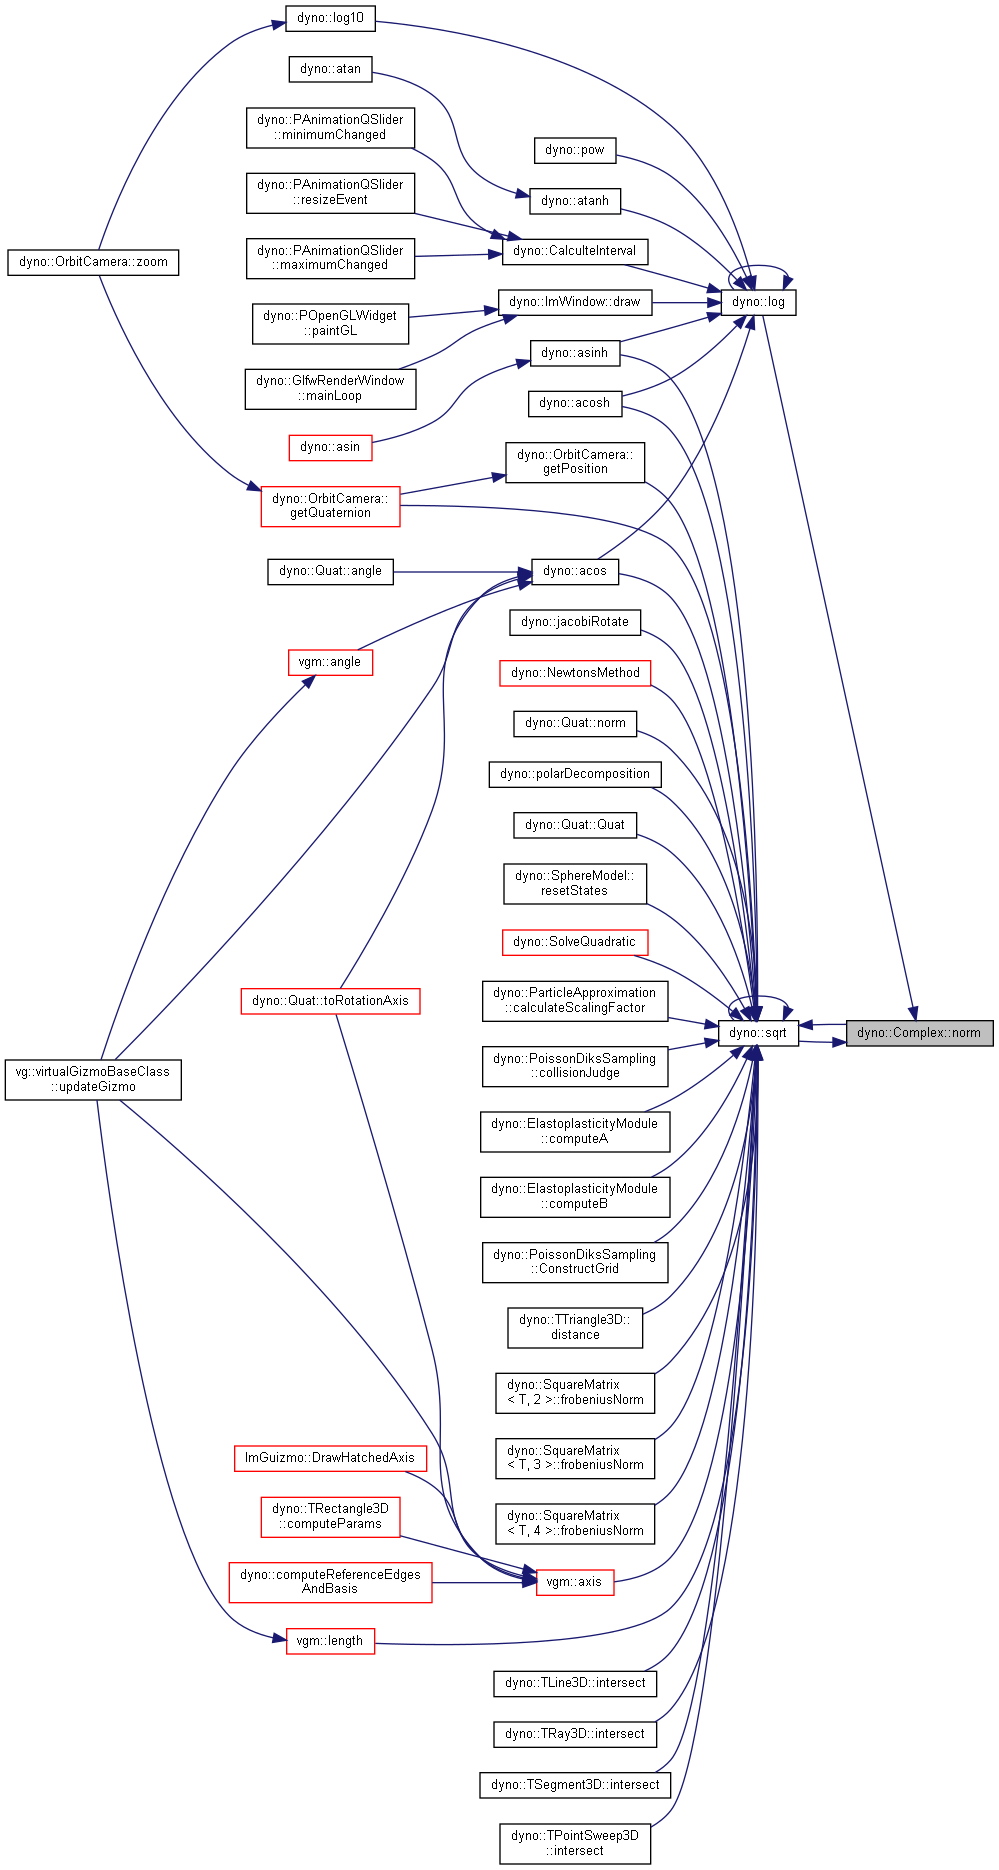 dyno::log10
dyno::atan
dyno::PAnimationQSlider
::minimumChanged
dyno::pow
dyno::PAnimationQSlider
::resizeEvent
dyno::atanh
dyno::OrbitCamera::zoom
dyno::PAnimationQSlider
::maximumChanged
dyno::CalculteInterval
dyno::POpenGLWidget
::paintGL
dyno::ImWindow::draw
dyno::log
dyno::GlfwRenderWindow
::mainLoop
dyno::asinh
dyno::acosh
dyno::asin
dyno::OrbitCamera::
getPosition
dyno::OrbitCamera::
getQuaternion
dyno::Quat::angle
dyno::acos
dyno::jacobiRotate
vgm::angle
dyno::NewtonsMethod
dyno::Quat::norm
dyno::polarDecomposition
dyno::Quat::Quat
dyno::SphereModel::
resetStates
dyno::SolveQuadratic
dyno::Quat::toRotationAxis
dyno::ParticleApproximation
::calculateScalingFactor
dyno::sqrt
dyno::Complex::norm
vg::virtualGizmoBaseClass
::updateGizmo
dyno::PoissonDiksSampling
::collisionJudge
dyno::ElastoplasticityModule
::computeA
dyno::ElastoplasticityModule
::computeB
dyno::PoissonDiksSampling
::ConstructGrid
dyno::TTriangle3D::
distance
dyno::SquareMatrix
< T, 2 >::frobeniusNorm
dyno::SquareMatrix
< T, 3 >::frobeniusNorm
ImGuizmo::DrawHatchedAxis
dyno::TRectangle3D
::computeParams
dyno::SquareMatrix
< T, 4 >::frobeniusNorm
dyno::computeReferenceEdges
AndBasis
vgm::axis
vgm::length
dyno::TLine3D::intersect
dyno::TRay3D::intersect
dyno::TSegment3D::intersect
dyno::TPointSweep3D
::intersect